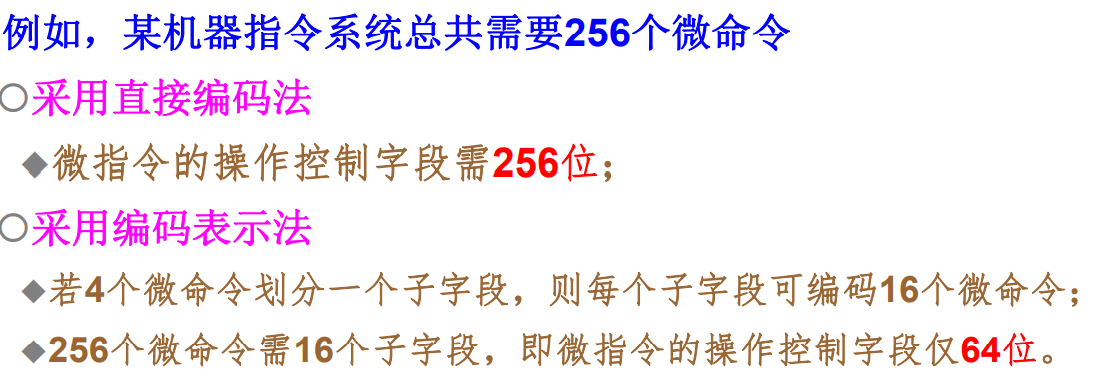 例如，某机器指令系统总共需要256个微命令
采用直接编码法
微指令的操作控制字段需256位；
采用编码表示法
若4个微命令划分一个子字段，则每个子字段可编码16个微命令；
256个微命令需16个子字段，即微指令的操作控制字段仅64位。